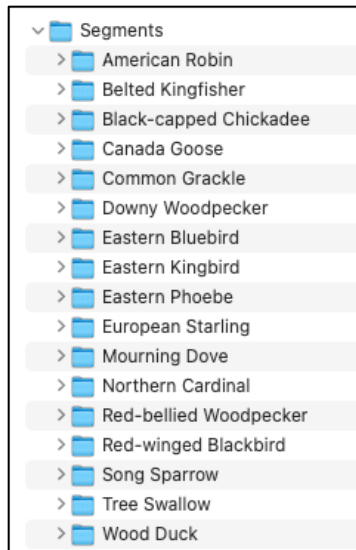 Segments
American Robin
Belted Kingfisher
Black-capped Chickadee
Canada Goose
Common Grackle
Downy Woodpecker
Eastern Bluebird
Eastern Kingbird
Eastern Phoebe
European Starling
Mourning Dove
Northern Cardinal
Red-bellied Woodpecker
Red-winged Blackbird
Song Sparrow
Tree Swallow
Wood Duck